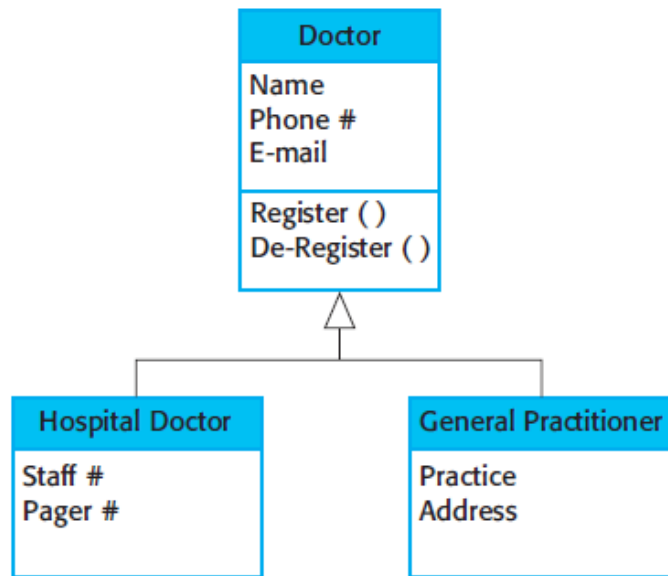 Doctor
Name
Phone #
E-mail
Register ( )
De-Register ( )
Hospital Doctor
Staff #
Pager #
General Practitioner
Practice
Address